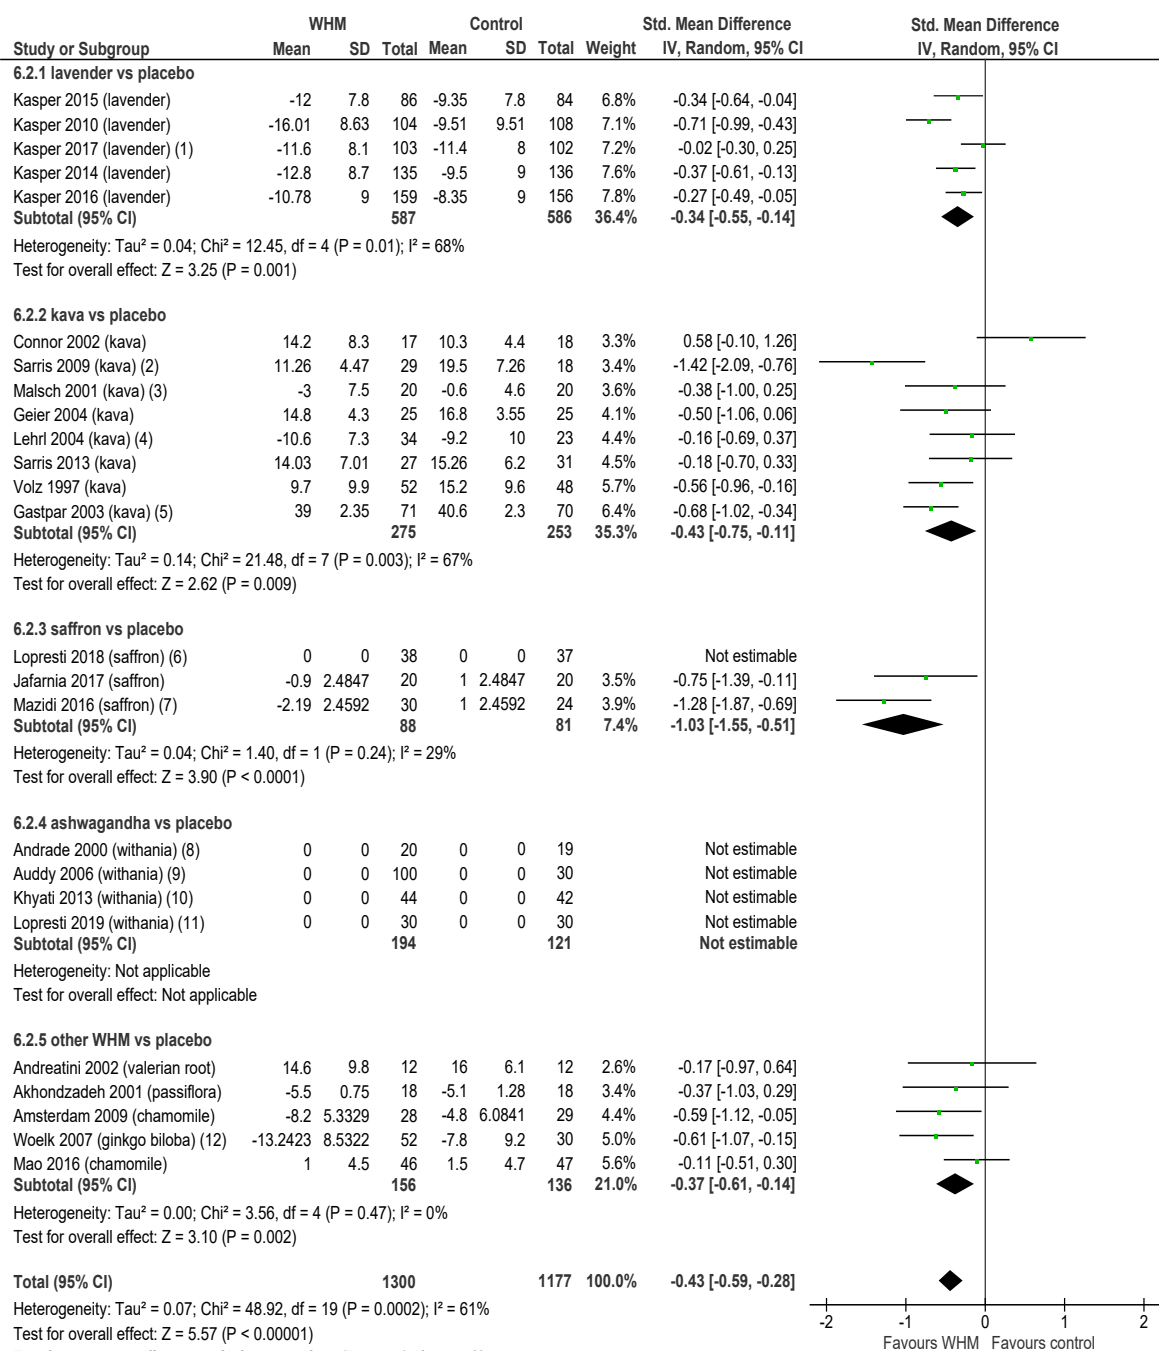 WHM Control Std. Mean Difference Std. Mean Difference
Study or Subgroup Mean SD Total Mean SD Total Weight IV, Random, 95% CI IV, Random, 95% CI
6.2.1 lavender vs placebo
Kasper 2015 (lavender) -12 7.8 86 -9.35 7.8 84 6.8% -0.34 [-0.64, -0.04]
Kasper 2010 (lavender) -16.01 8.63 104 -9.51 9.51 108 7.1% -0.71 [-0.99, -0.43]
Kasper 2017 (lavender) (1) -11.6 8.1 103 -11.4 8 102 7.2% -0.02 [-0.30, 0.25]
Kasper 2014 (lavender) -12.8 8.7 135 -9.5 9 136 7.6% -0.37 [-0.61, -0.13]
Kasper 2016 (lavender) -10.78 9 159 -8.35 9 156 7.8% -0.27 [-0.49, -0.05]
Subtotal (95% CI) 587 586 36.4% -0.34 [-0.55, -0.14]
Heterogeneity: Tau² = 0.04; Chi² = 12.45, df = 4 (P = 0.01); I² = 68%
Test for overall effect: Z = 3.25 (P = 0.001)
6.2.2 kava vs placebo
Connor 2002 (kava) 14.2 8.3 17 10.3 4.4 18 3.3% 0.58 [-0.10, 1.26]
Sarris 2009 (kava) (2) 11.26 4.47 29 19.5 7.26 18 3.4% -1.42 [-2.09, -0.76]
Malsch 2001 (kava) (3) -3 7.5 20 -0.6 4.6 20 3.6% -0.38 [-1.00, 0.25]
Geier 2004 (kava) 14.8 4.3 25 16.8 3.55 25 4.1% -0.50 [-1.06, 0.06]
Lehrl 2004 (kava) (4) -10.6 7.3 34 -9.2 10 23 4.4% -0.16 [-0.69, 0.37]
Sarris 2013 (kava) 14.03 7.01 27 15.26 6.2 31 4.5% -0.18 [-0.70, 0.33]
Volz 1997 (kava) 9.7 9.9 52 15.2 9.6 48 5.7% -0.56 [-0.96, -0.16]
Gastpar 2003 (kava) (5) 39 2.35 71 40.6 2.3 70 6.4% -0.68 [-1.02, -0.34]
Subtotal (95% CI) 275 253 35.3% -0.43 [-0.75, -0.11]
Heterogeneity: Tau² = 0.14; Chi² = 21.48, df = 7 (P = 0.003); I² = 67%
Test for overall effect: Z = 2.62 (P = 0.009)
6.2.3 saffron vs placebo
Lopresti 2018 (saffron) (6) 0 0 38 0 0 37 Not estimable
Jafarnia 2017 (saffron) -0.9 2.4847 20 1 2.4847 20 3.5% -0.75 [-1.39, -0.11]
Mazidi 2016 (saffron) (7) -2.19 2.4592 30 1 2.4592 24 3.9% -1.28 [-1.87, -0.69]
Subtotal (95% CI) 88 81 7.4% -1.03 [-1.55, -0.51]
Heterogeneity: Tau² = 0.04; Chi² = 1.40, df = 1 (P = 0.24); I² = 29%
Test for overall effect: Z = 3.90 (P < 0.0001)
6.2.4 ashwagandha vs placebo
Andrade 2000 (withania) (8) 0 0 20 0 0 19 Not estimable
Auddy 2006 (withania) (9) 0 0 100 0 0 30 Not estimable
Khyati 2013 (withania) (10) 0 0 44 0 0 42 Not estimable
Lopresti 2019 (withania) (11) 0 0 30 0 0 30 Not estimable
Subtotal (95% CI) 194 121 Not estimable
Heterogeneity: Not applicable
Test for overall effect: Not applicable
6.2.5 other WHM vs placebo
Andreatini 2002 (valerian root) 14.6 9.8 12 16 6.1 12 2.6% -0.17 [-0.97, 0.64]
Akhondzadeh 2001 (passiflora) -5.5 0.75 18 -5.1 1.28 18 3.4% -0.37 [-1.03, 0.29]
Amsterdam 2009 (chamomile) -8.2 5.3329 28 -4.8 6.0841 29 4.4% -0.59 [-1.12, -0.05]
Woelk 2007 (ginkgo biloba) (12) -13.2423 8.5322 52 -7.8 9.2 30 5.0% -0.61 [-1.07, -0.15]
Mao 2016 (chamomile) 1 4.5 46 1.5 4.7 47 5.6% -0.11 [-0.51, 0.30]
Subtotal (95% CI) 156 136 21.0% -0.37 [-0.61, -0.14]
Heterogeneity: Tau² = 0.00; Chi² = 3.56, df = 4 (P = 0.47); I² = 0%
Test for overall effect: Z = 3.10 (P = 0.002)
Total (95% CI) 1300 1177 100.0% -0.43 [-0.59, -0.28]
Heterogeneity: Tau² = 0.07; Chi² = 48.92, df = 19 (P = 0.0002); I² = 61%
Test for overall effect: Z = 5.57 (P < 0.00001)
-2 -1 0 1 2
Favours WHM Favours control